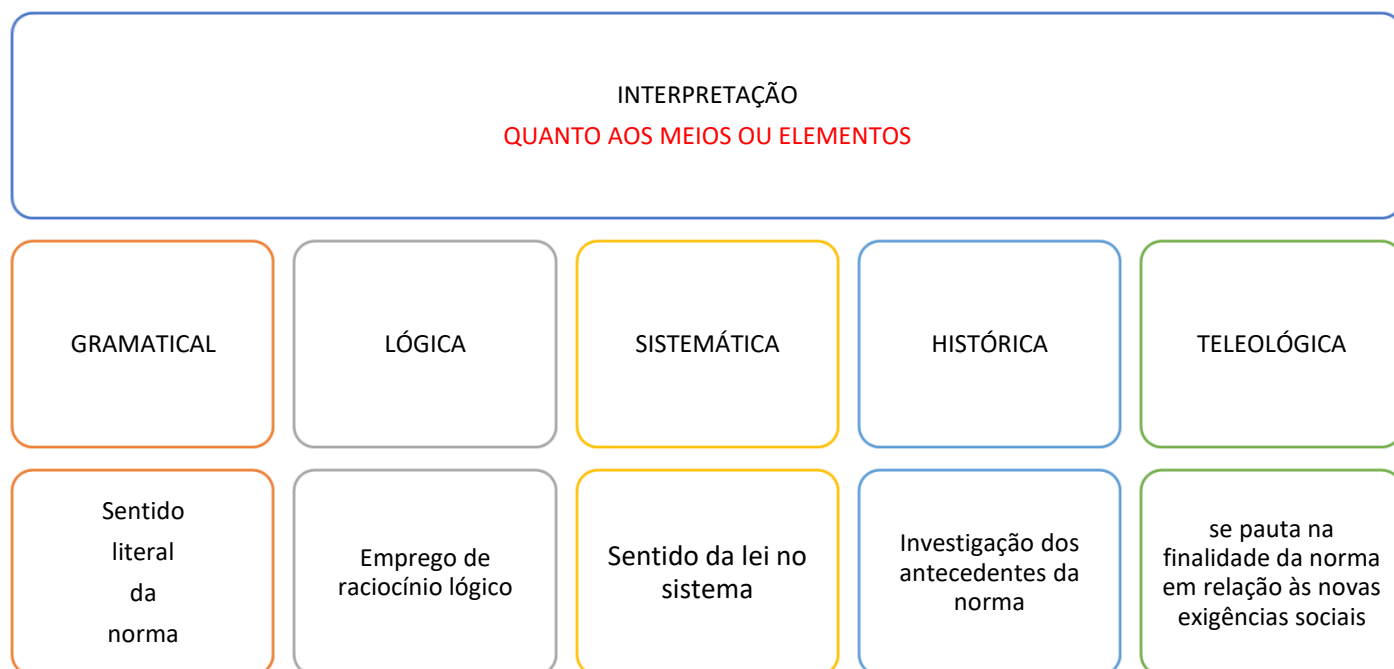 INTERPRETAÇÃO
QUANTO AOS MEIOS OU ELEMENTOS
GRAMATICAL
LÓGICA
SISTEMÁTICA
HISTÓRICA
TELEOLÓGICA
Sentido
literal
da
norma
Emprego de
raciocínio lógico
Sentido da lei no
sistema
Investigação dos
antecedentes da
norma
se pauta na
finalidade da norma
em relação às novas
exigências sociais